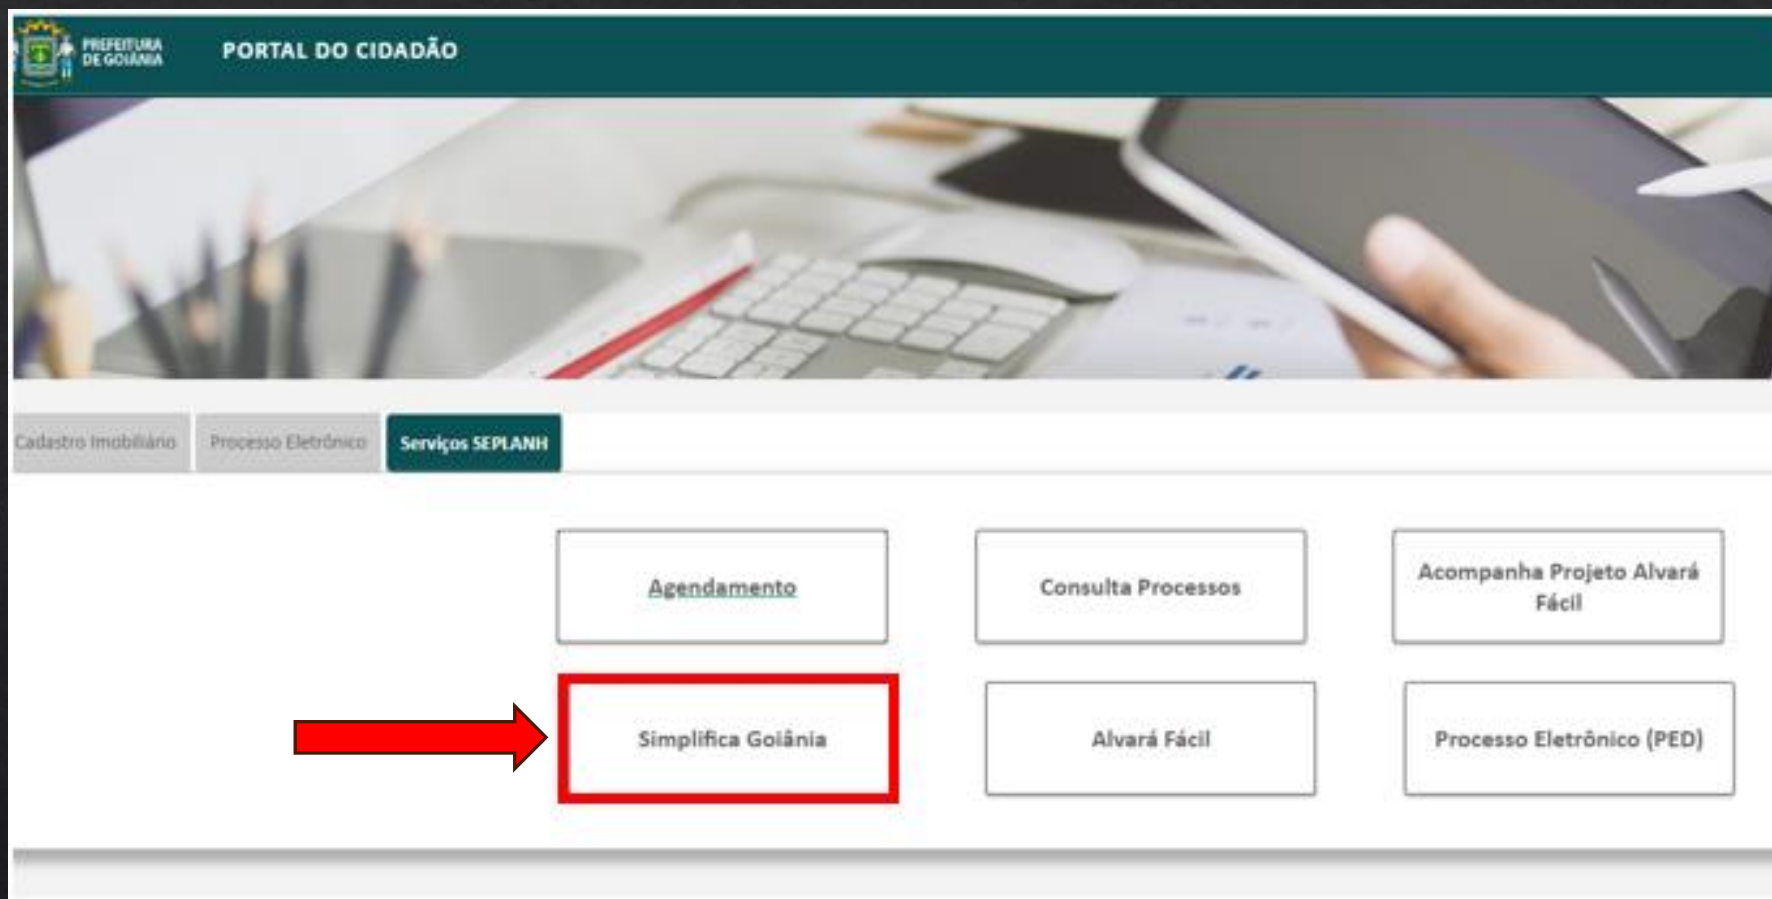 PREFEITURA
DE GOIÂNIA
PORTAL DO CIDADÃO
Cadastro Imobiliário
Processo Eletrônico
Serviços SEPLANH
Agendamento
Consulta Processos
Acompanha Projeto Alvará
Fácil
Simplifica Goiânia
Alvará Fácil
Processo Eletrônico (PED)